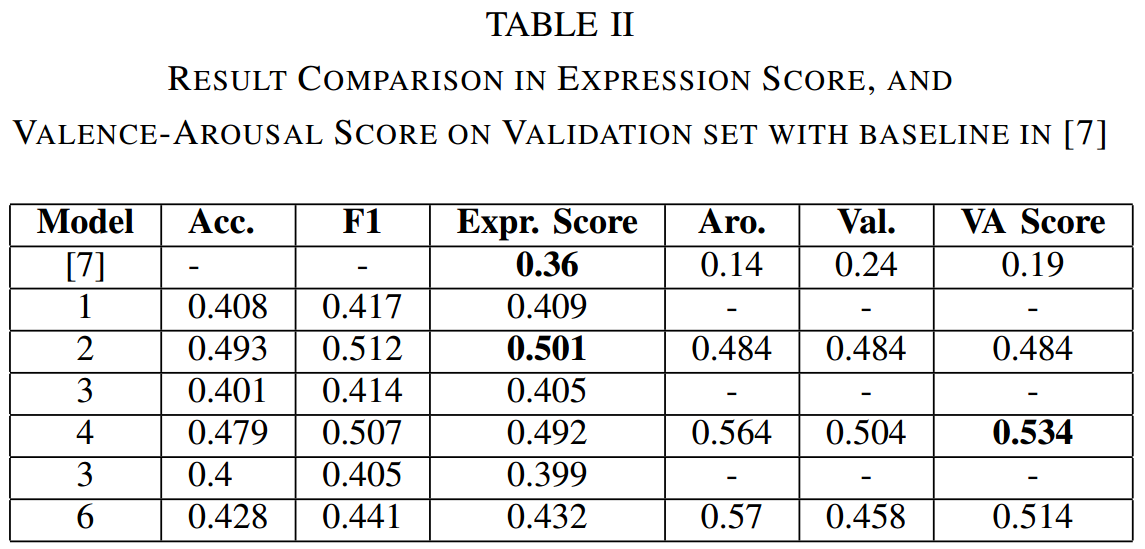 TABLE II
RESULT COMPARISON IN EXPRESSION SCORE, AND
VALENCE-AROUSAL SCORE ON VALIDATION SET WITH BASELINE IN [7]
Model Acc. F1 Expr. Score Aro. Val. VA Score
[7] - - 0.36 0.14 0.24 0.19
1 0.408 0.417 0.409 - - -
2 0.493 0.512 0.501 0.484 0.484 0.484
3 0.401 0.414 0.405 - - -
4 0.479 0.507 0.492 0.564 0.504 0.534
3 0.4 0.405 0.399 - - -
6 0.428 0.441 0.432 0.57 0.458 0.514